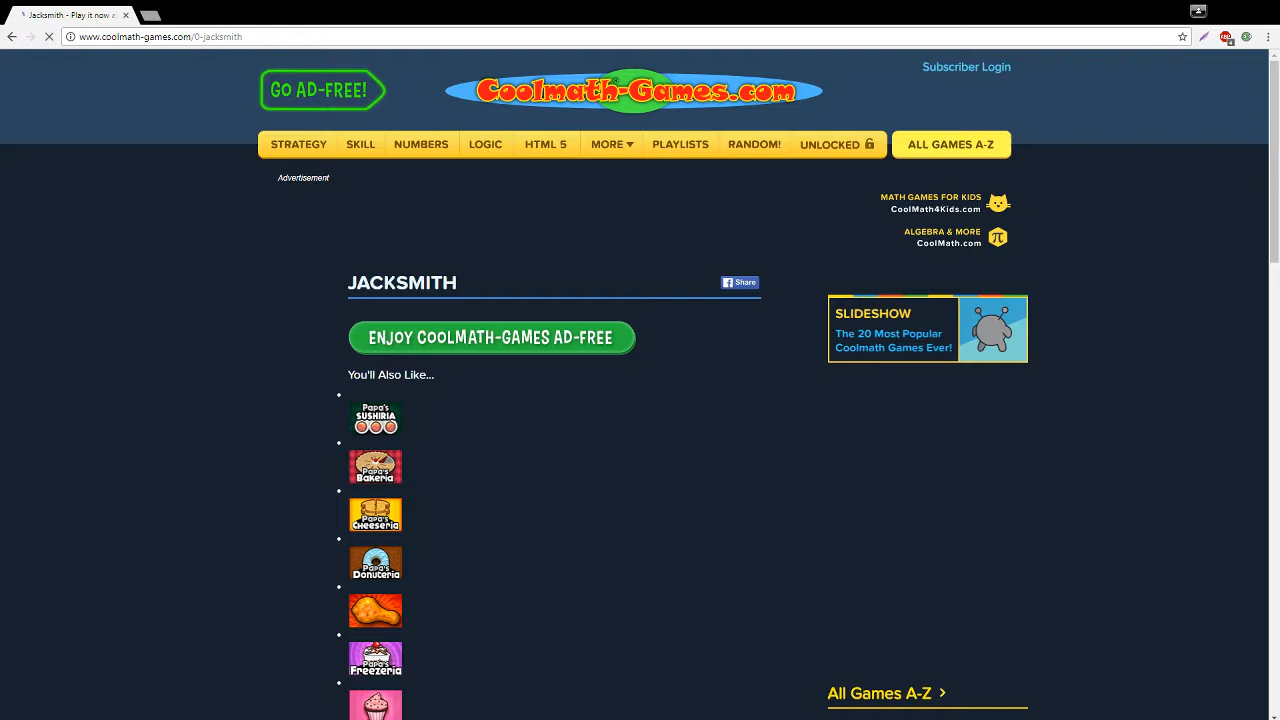 Jacksmith - Play it now a
www.coolmath-games.com/0-jacksmith
4
Subscriber Login
GO AD-FREE!
Coolmath-Games.com
STRATEGY SKILL NUMBERS LOGIC HTML 5 MORE PLAYLISTS RANDOM! UNLOCKED ALL GAMES A-Z
Advertisement
MATH GAMES FOR KIDS
CoolMath4Kids.com
ALGEBRA & MORE
CoolMath.com
π
JACKSMITH
Share
SLIDESHOW
The 20 Most Popular
Coolmath Games Ever!
ENJOY COOLMATH-GAMES AD-FREE
You'll Also Like...
Papa's
SUSHIRIA
Papa's
Bakeria
Papa's
Cheeseria
Papa's
Donuteria
Papa's
Freezeria
All Games A-Z >